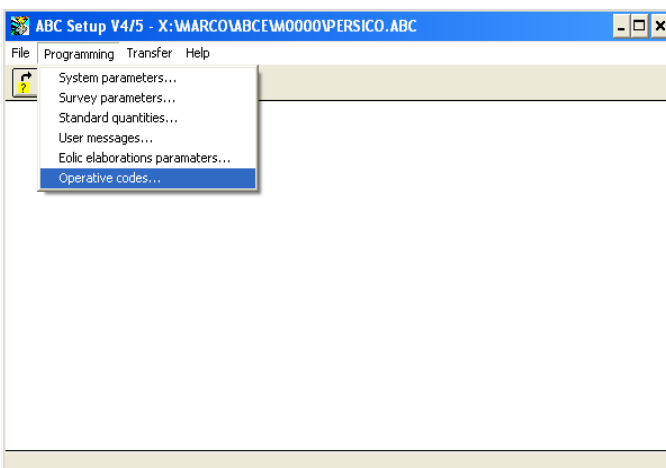 ABC Setup V4/5 - X:\MARCO\ABCE\M0000\PERSICO.ABC
File Programming Transfer Help
?
System parameters...
Survey parameters...
Standard quantities...
User messages...
Eolic elaborations paramaters...
Operative codes...